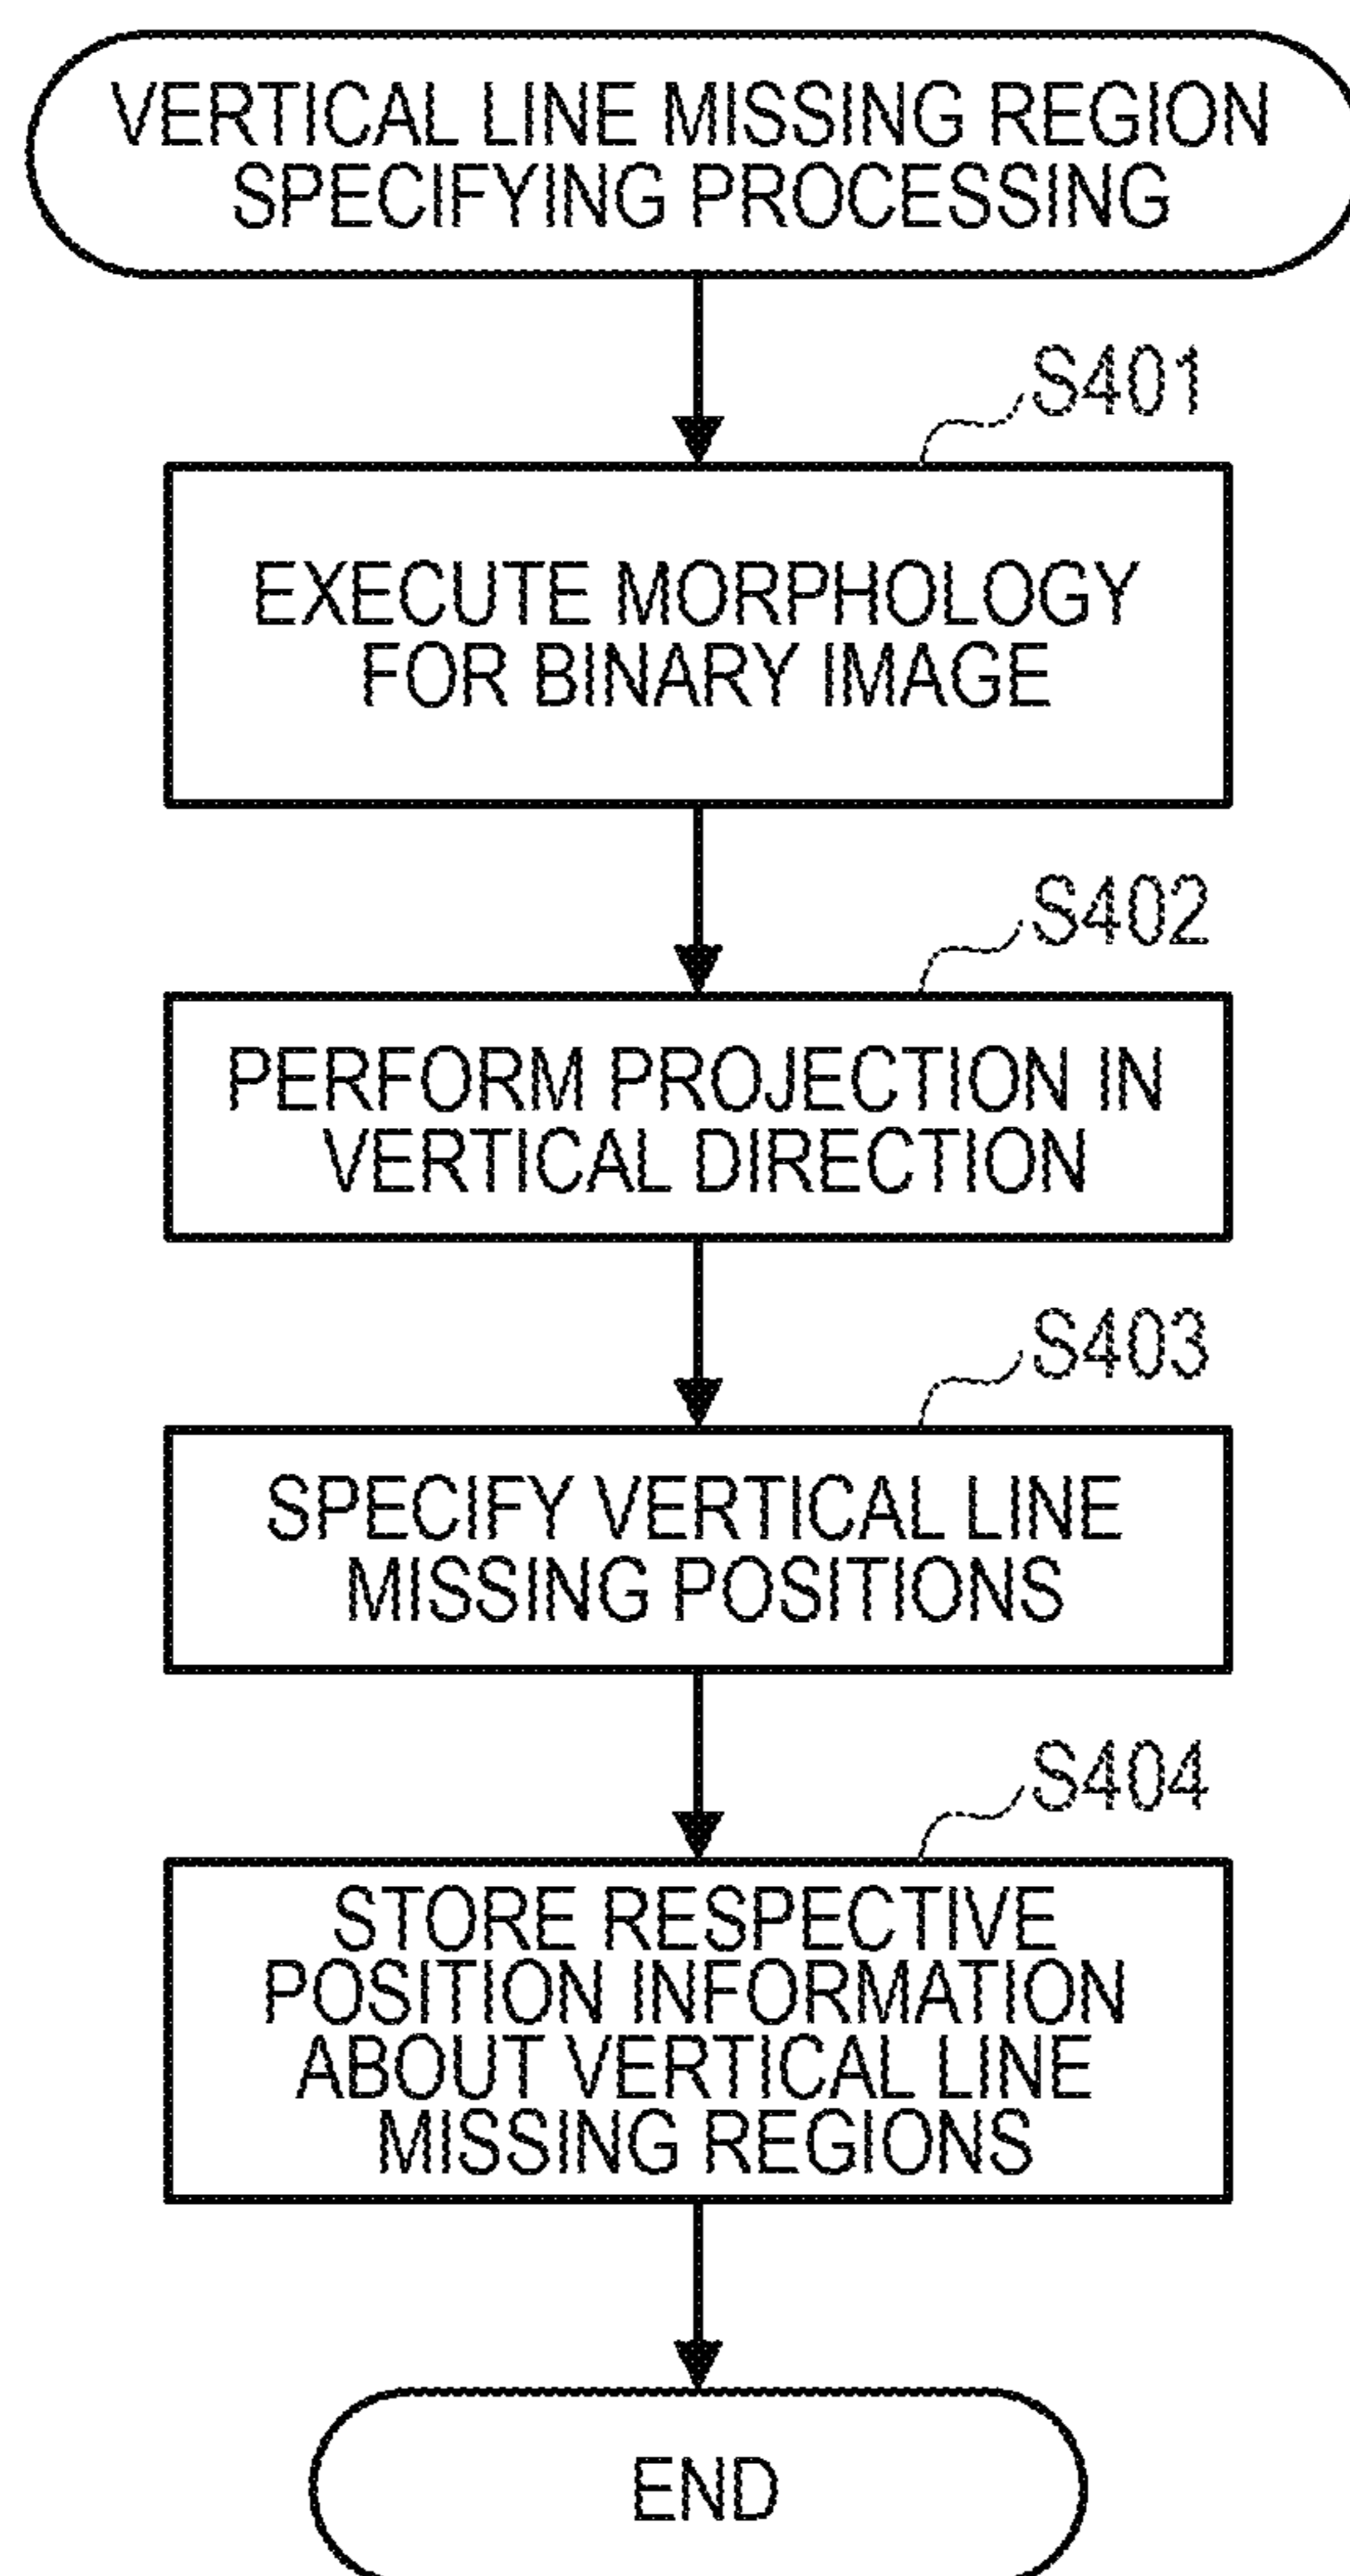 VERTICAL LINE MISSING REGION
SPECIFYING PROCESSING
S401
EXECUTE MORPHOLOGY
FOR BINARY IMAGE
S402
PERFORM PROJECTION IN
VERTICAL DIRECTION
S403
SPECIFY VERTICAL LINE
MISSING POSITIONS
S404
STORE RESPECTIVE
POSITION INFORMATION
ABOUT VERTICAL LINE
MISSING REGIONS
END